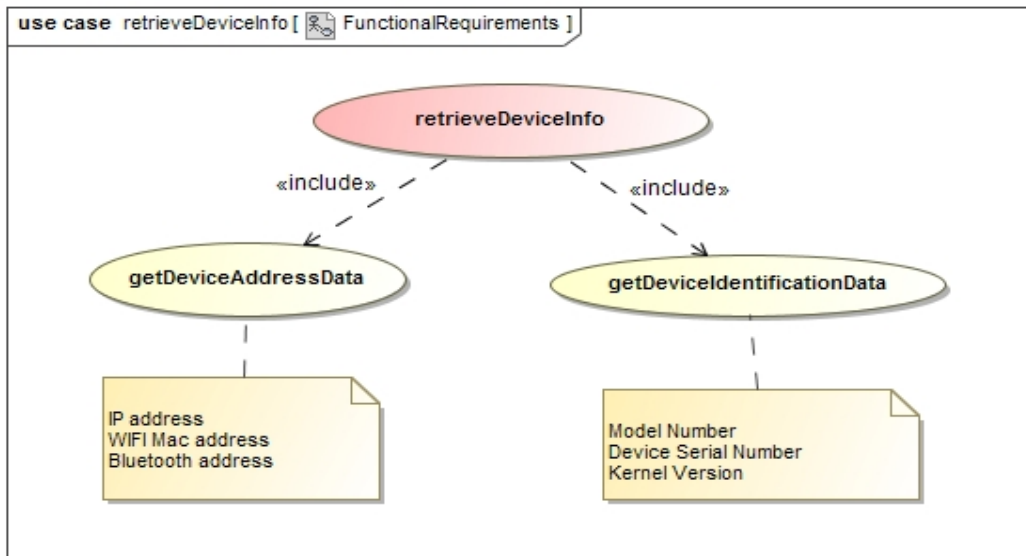 use case retrieveDeviceInfo [ FunctionalRequirements ]
retrieveDeviceInfo
«include»
«include»
getDeviceAddressData
getDeviceIdentificationData
IP address
WIFI Mac address
Bluetooth address
Model Number
Device Serial Number
Kernel Version